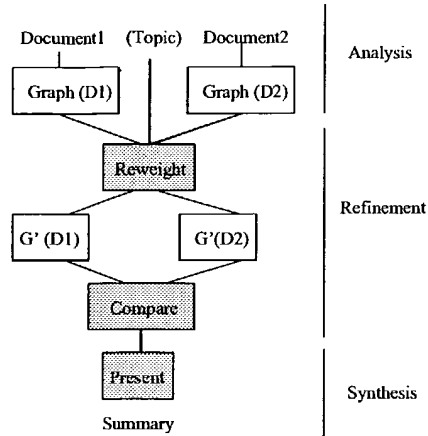 Document1 (Topic) Document2
Analysis
Graph (D1) Graph (D2)
Reweight
Refinement
G' (D1) G'(D2)
Compare
Present
Synthesis
Summary